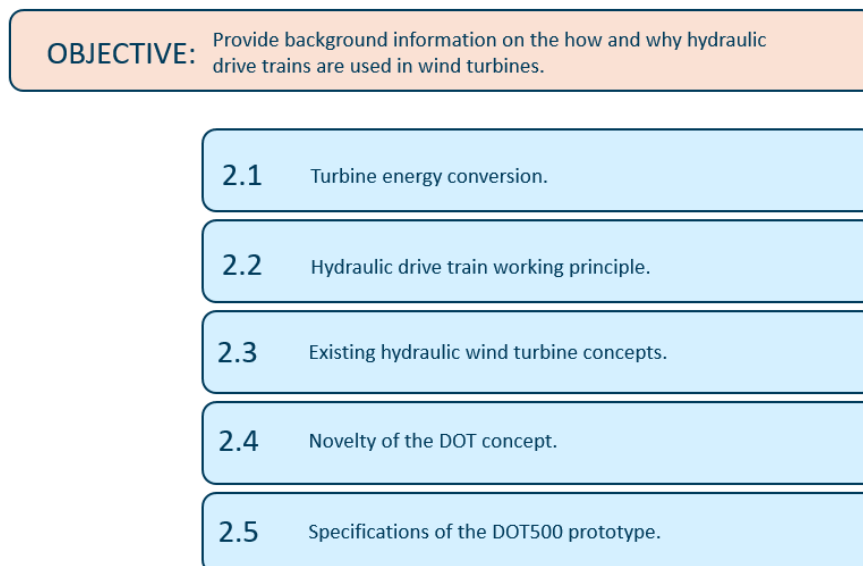 OBJECTIVE: Provide background information on the how and why hydraulic
drive trains are used in wind turbines.
2.1 Turbine energy conversion.
2.2 Hydraulic drive train working principle.
2.3 Existing hydraulic wind turbine concepts.
2.4 Novelty of the DOT concept.
2.5 Specifications of the DOT500 prototype.